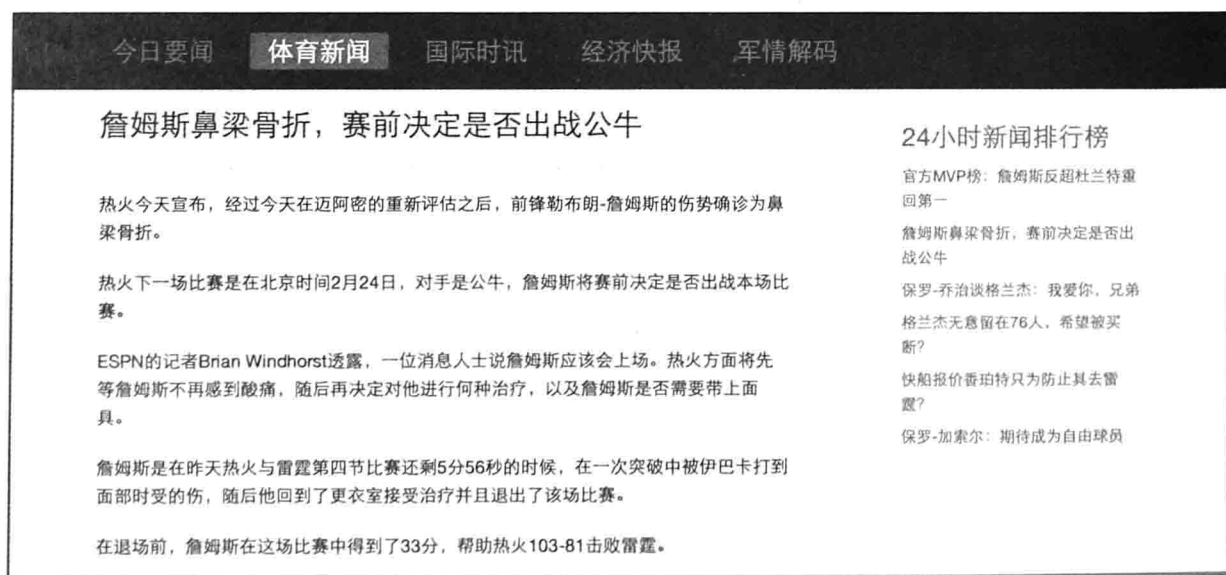 今日要闻 体育新闻 国际时讯 经济快报 军情解码
詹姆斯鼻梁骨折，赛前决定是否出战公牛
热火今天宣布，经过今天在迈阿密的重新评估之后，前锋勒布朗-詹姆斯的伤势确诊为鼻
梁骨折。
热火下一场比赛是在北京时间2月24日，对手是公牛，詹姆斯将赛前决定是否出战本场比
赛。
ESPN的记者Brian Windhorst透露，一位消息人士说詹姆斯应该会上场。热火方面将先
等詹姆斯不再感到酸痛，随后再决定对他进行何种治疗，以及詹姆斯是否需要带上面
具。
詹姆斯是在昨天热火与雷霆第四节比赛还剩5分56秒的时候，在一次突破中被伊巴卡打到
面部时受的伤，随后他回到了更衣室接受治疗并且退出了该场比赛。
在退场前，詹姆斯在这场比赛中得到了33分，帮助热火103-81击败雷霆。
24小时新闻排行榜
官方MVP榜：詹姆斯反超杜兰特重
回第一
詹姆斯鼻梁骨折，赛前决定是否出
战公牛
保罗-乔治谈格兰杰：我爱你，兄弟
格兰杰无意留在76人，希望被买
断？
快船报价香珀特只为防止其去雷
霆？
保罗-加索尔：期待成为自由球员